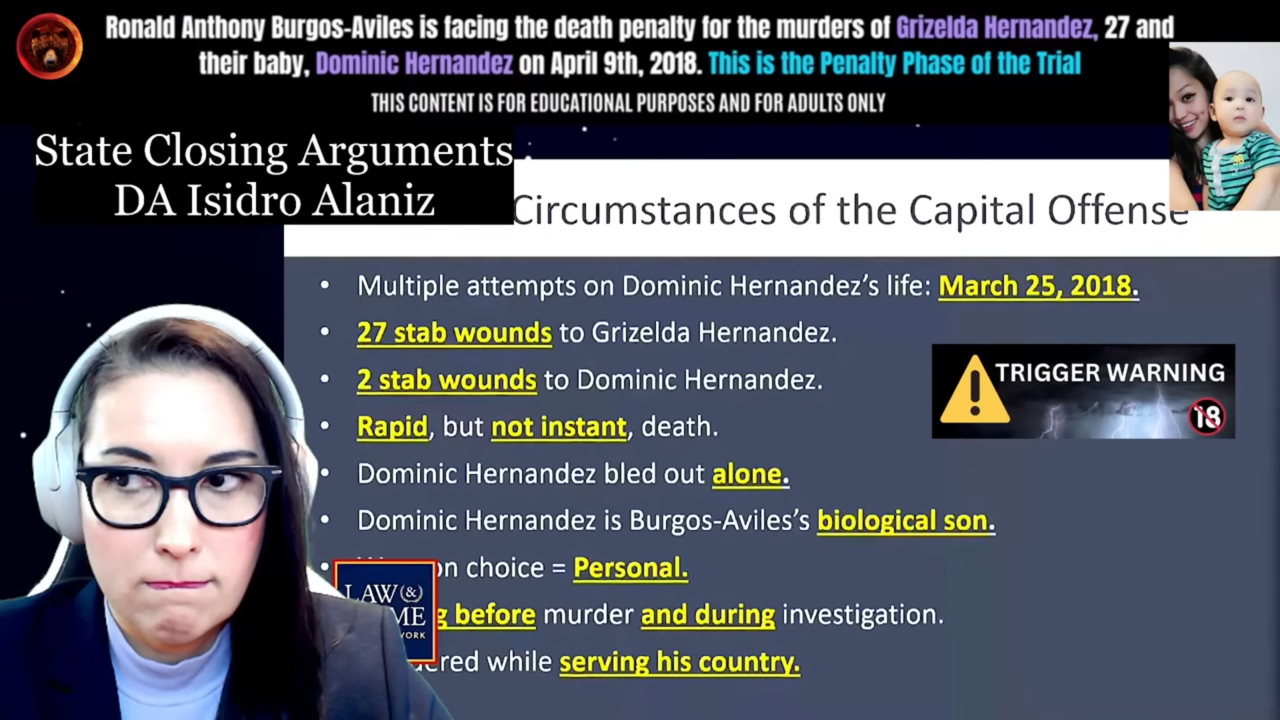 Ronald Anthony Burgos-Aviles is facing the death penalty for the murders of Grizelda Hernandez, 27 and
their baby, Dominic Hernandez on April 9th, 2018. This is the Penalty Phase of the Trial
THIS CONTENT IS FOR EDUCATIONAL PURPOSES AND FOR ADULTS ONLY
State Closing Arguments
DA Isidro Alaniz
Circumstances of the Capital Offense
• Multiple attempts on Dominic Hernandez's life: March 25, 2018.
• 27 stab wounds to Grizelda Hernandez.
• 2 stab wounds to Dominic Hernandez.
TRIGGER WARNING
18
• Rapid, but not instant, death.
• Dominic Hernandez bled out alone.
• Dominic Hernandez is Burgos-Aviles's biological son.
• choice = Personal.
LAW &
before murder and during investigation.
while serving his country.